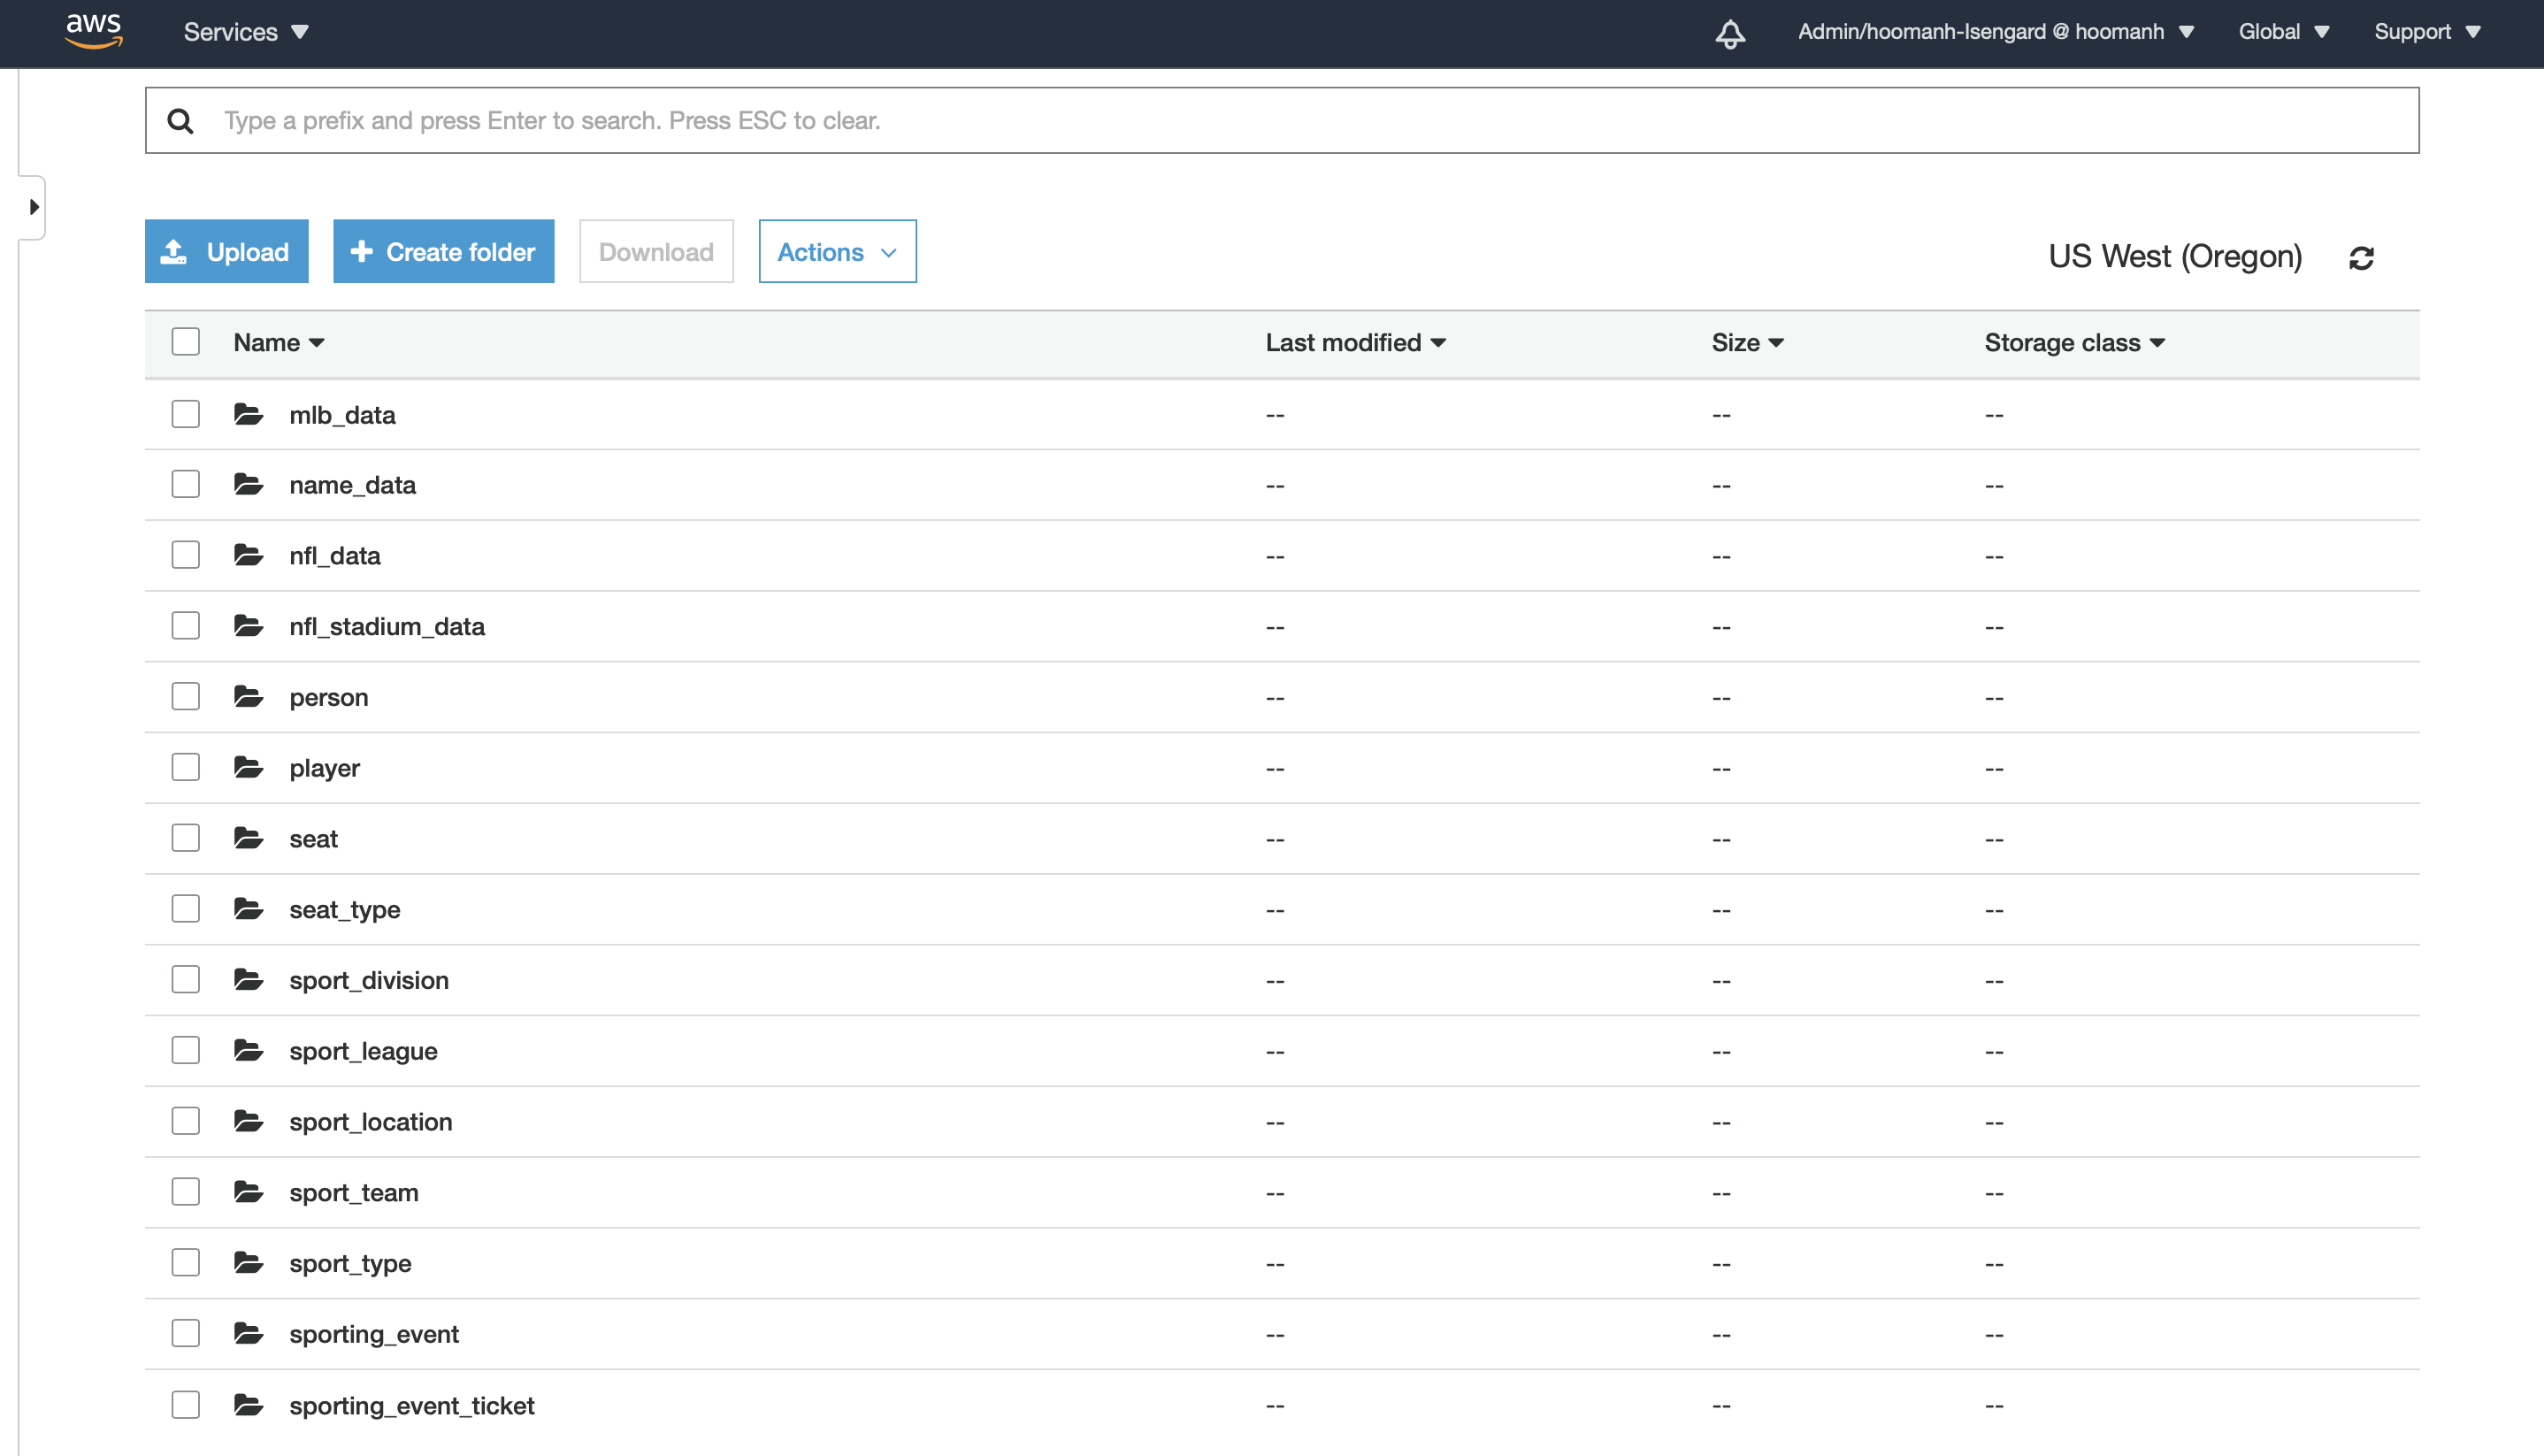 aws Services Admin/hoomanh-Isengard @ hoomanh Global Support
Type a prefix and press Enter to search. Press ESC to clear.
Upload Create folder Download Actions US West (Oregon)
Name Last modified Size Storage class
mlb_data -- -- --
name_data -- -- --
nfl_data -- -- --
nfl_stadium_data -- -- --
person -- -- --
player -- -- --
seat -- -- --
seat_type -- -- --
sport_division -- -- --
sport_league -- -- --
sport_location -- -- --
sport_team -- -- --
sport_type -- -- --
sporting_event -- -- --
sporting_event_ticket -- -- --